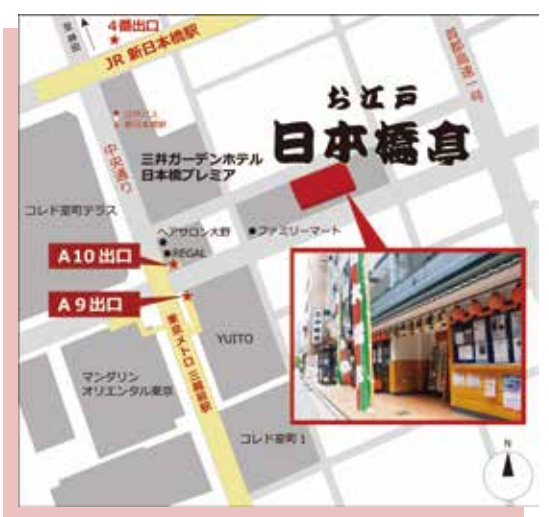 至神田
4番出口
JR 新日本橋駅
首都高速一号
中央通り
三井ガーデンホテル
日本橋プレミア
お江戸
日本橋亭
コレド室町テラス
ヘアサロン大野
REGAL
ファミリーマート
A10 出口
A9出口
東京メトロ 三越前駅
YUITO
マンダリン
オリエンタル東京
コレド室町 1
N